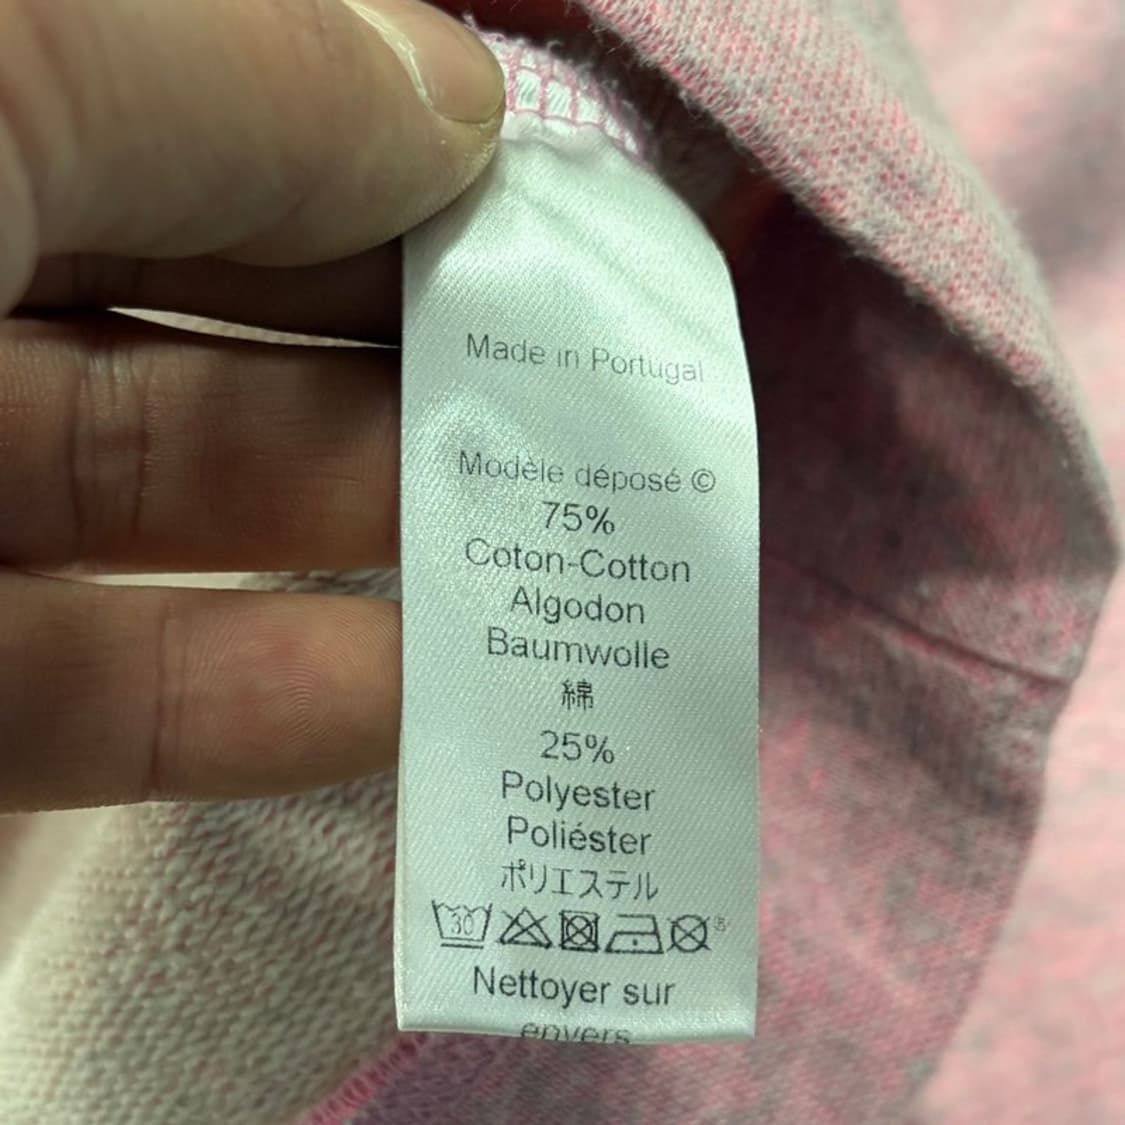 Made in Portugal
Modèle déposé ©
75%
Coton-Cotton
Algodon
Baumwolle
綿
25%
Polyester
Poliéster
ポリエステル
30
Nettoyer sur
envers